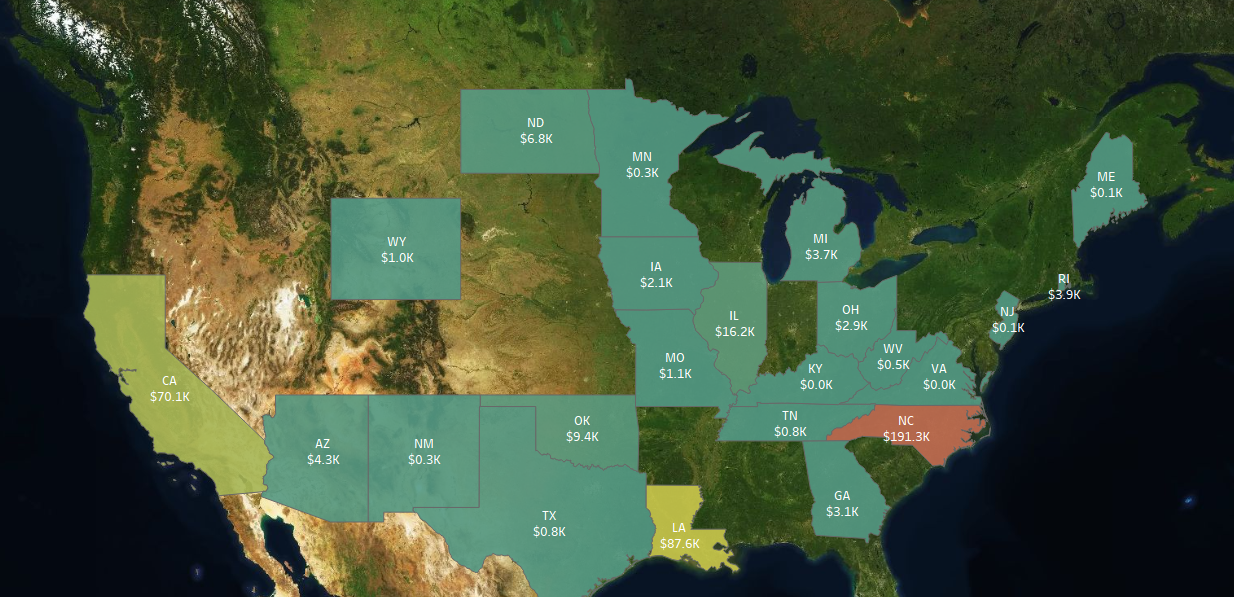 ND
$6.8K
MN
$0.3K
ME
$0.1K
WY
$1.0K
MI
$3.7K
IA
$2.1K
RI
$3.9K
NJ
$0.1K
IL
$16.2K
OH
$2.9K
WV
$0.5K
MO
$1.1K
KY
$0.0K
VA
$0.0K
CA
$70.1K
TN
$0.8K
NC
$191.3K
OK
$9.4K
AZ
$4.3K
NM
$0.3K
GA
$3.1K
TX
$0.8K
LA
$87.6K